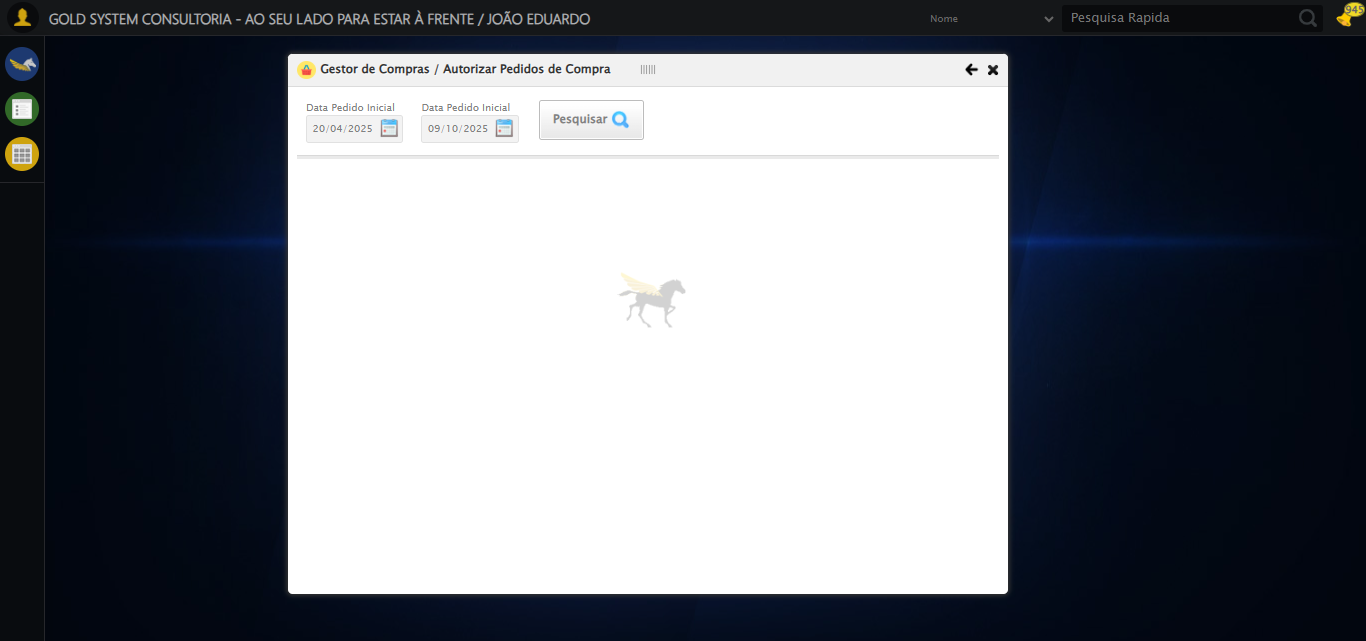 GOLD SYSTEM CONSULTORIA - AO SEU LADO PARA ESTAR À FRENTE / JOÃO EDUARDO
Nome
Pesquisa Rapida
945
Gestor de Compras / Autorizar Pedidos de Compra
Data Pedido Inicial
Data Pedido Inicial
20/04/2025
09/10/2025
Pesquisar